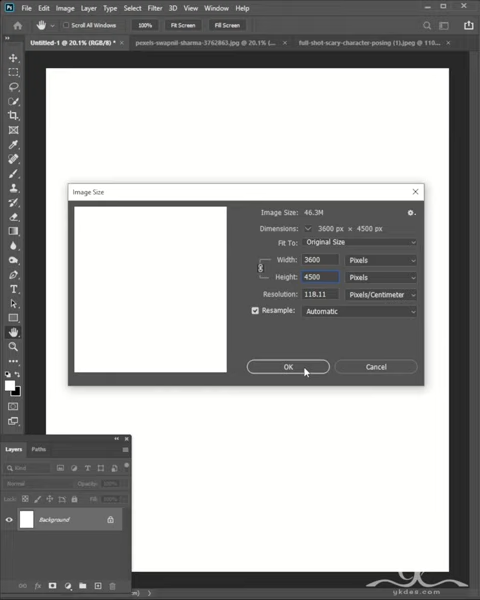 Ps File Edit Image Layer Type Select Filter 3D View Window Help
Scroll All Windows 100% Fit Screen Fill Screen
Untitled-1 @ 20.1% (RGB/8) * × pexels-swapnil-sharma-3762863.jpg @ 20.1% (... × full-shot-scary-character-posing (1).jpeg @ 110... ×
Image Size
Image Size: 46.3M
Dimensions: 3600 px × 4500 px
Fit To: Original Size
Width: 3600 Pixels
Height: 4500 Pixels
Resolution: 118.11 Pixels/Centimeter
Resample: Automatic
OK Cancel
Layers Paths
Kind
Normal Opacity: 100%
Lock: Fill: 100%
Background
fx
ykdas.com